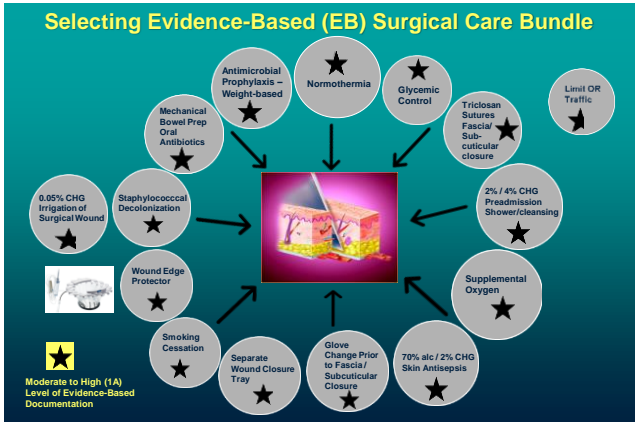 Selecting Evidence-Based (EB) Surgical Care Bundle
Antimicrobial
Prophylaxis –
Weight-based
Normothermia
Glycemic
Control
Triclosan
Sutures
Fascia/
Sub-
cuticular
closure
Limit OR
Traffic
Mechanical
Bowel Prep
Oral
Antibiotics
0.05% CHG
Irrigation of
Surgical Wound
Staphylococccal
Decolonization
2% / 4% CHG
Preadmission
Shower/cleansing
Wound Edge
Protector
Supplemental
Oxygen
Smoking
Cessation
Separate
Wound Closure
Tray
Glove
Change Prior
to Fascia /
Subcuticular
Closure
70% alc / 2% CHG
Skin Antisepsis
Moderate to High (1A)
Level of Evidence-Based
Documentation